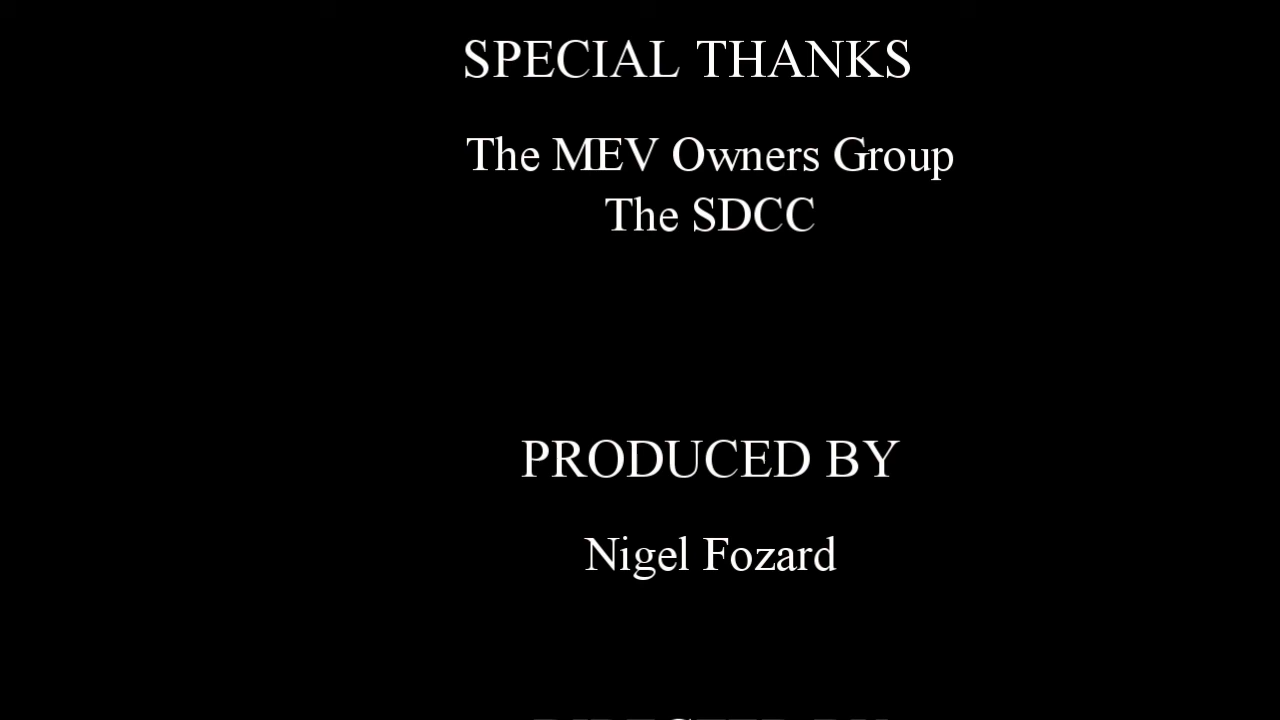 SPECIAL THANKS
The MEV Owners Group
The SDCC
PRODUCED BY
Nigel Fozard